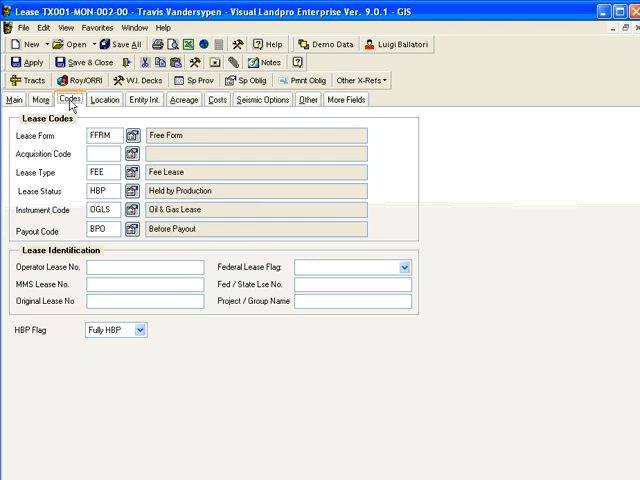 Lease TX001-MON-002-00 - Travis Vandersypen - Visual Landpro Enterprise Ver. 9.0.1 - GIS
File Edit View Favorites Window Help
New Open Save All Help Demo Data Luigi Ballatori
Apply Save & Close Notes
Tracts Roy/ORRI W.I. Decks Sp Prov Sp Oblig Pmnt Oblig Other X-Refs
Main More Codes Location Entity Int. Acreage Costs Seismic Options Other More Fields
Lease Codes
Lease Form FFRM Free Form
Acquisition Code
Lease Type FEE Fee Lease
Lease Status HBP Held by Production
Instrument Code OGLS Oil & Gas Lease
Payout Code BPO Before Payout
Lease Identification
Operator Lease No. Federal Lease Flag:
MMS Lease No. Fed / State Lse No.
Original Lease No Project / Group Name
HBP Flag Fully HBP